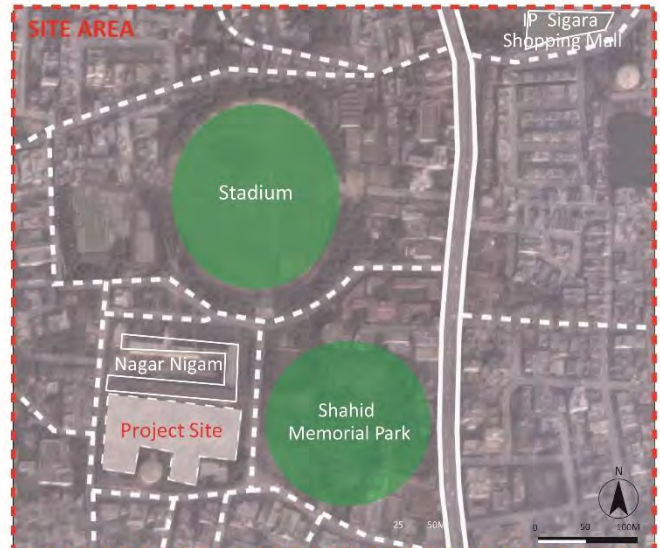 SITE AREA
IP Sigara
Shopping Mall
Stadium
Nagar Nigam
Project Site
Shahid
Memorial Park
25 50M
N
0 50 100M